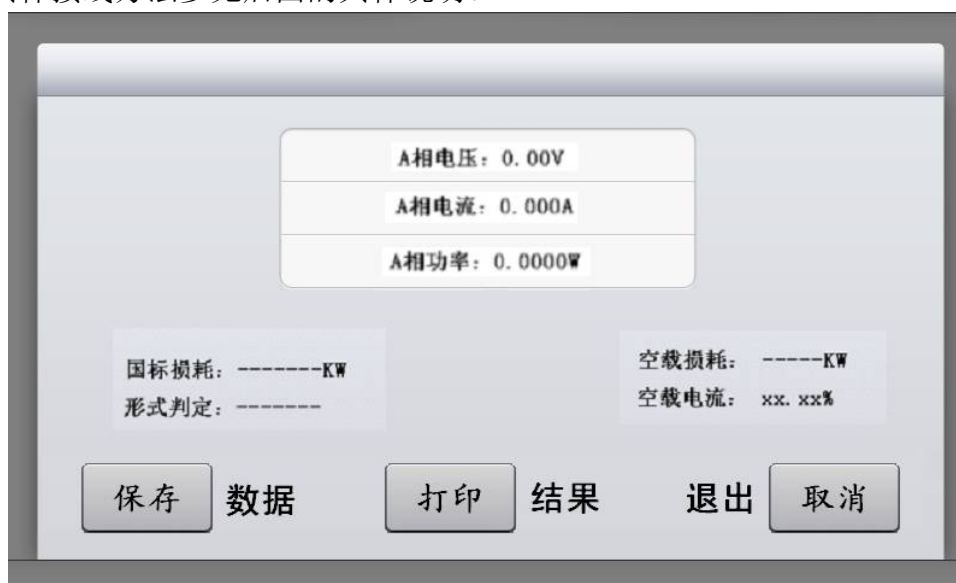 A相电压：0.00V
A相电流：0.000A
A相功率：0.0000W
国标损耗：-------KW
空载损耗： -----KW
形式判定：-------
空载电流： xx.xx%
保存 数据 打印 结果 退出 取消